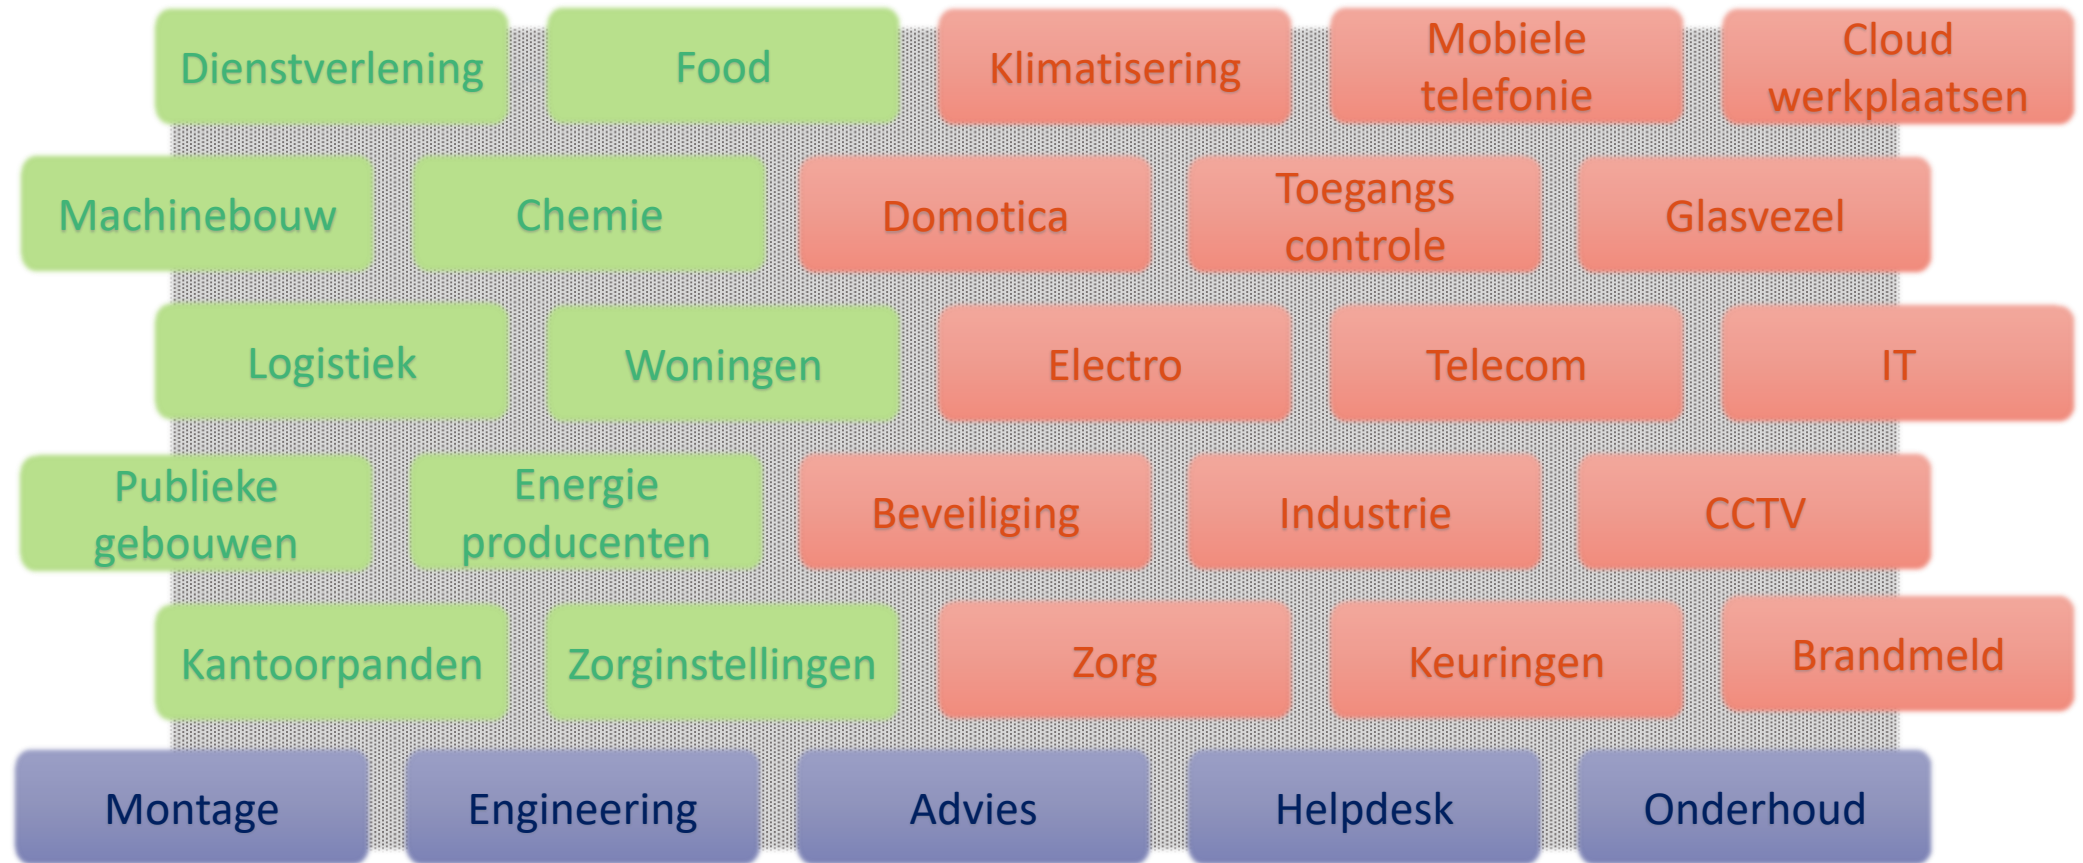 Dienstverlening
Food
Klimatisering
Mobiele
telefonie
Cloud
werkplaatsen
Machinebouw
Chemie
Domotica
Toegangs
controle
Glasvezel
Logistiek
Woningen
Electro
Telecom
IT
Publieke
gebouwen
Energie
producenten
Beveiliging
Industrie
CCTV
Kantoorpanden
Zorginstellingen
Zorg
Keuringen
Brandmeld
Montage
Engineering
Advies
Helpdesk
Onderhoud